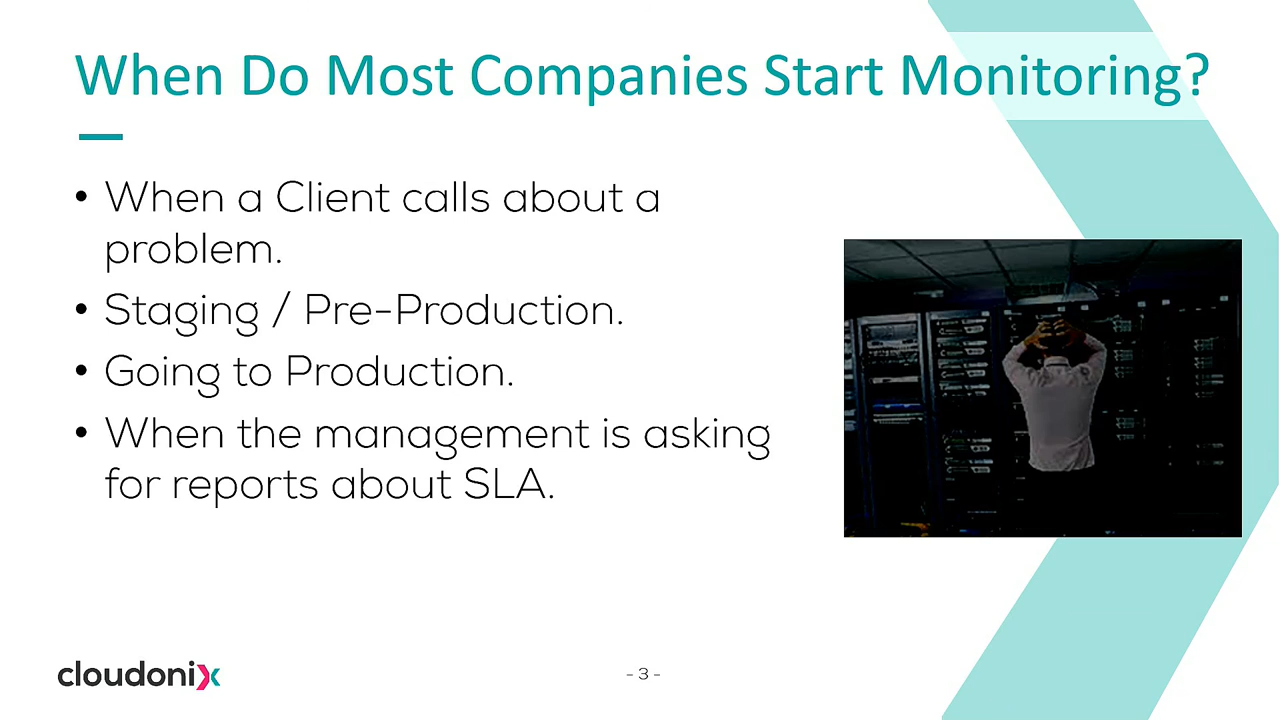 When Do Most Companies Start Monitoring?
• When a Client calls about a
problem.
• Staging / Pre-Production.
• Going to Production.
• When the management is asking
for reports about SLA.
cloudonix
- 3 -